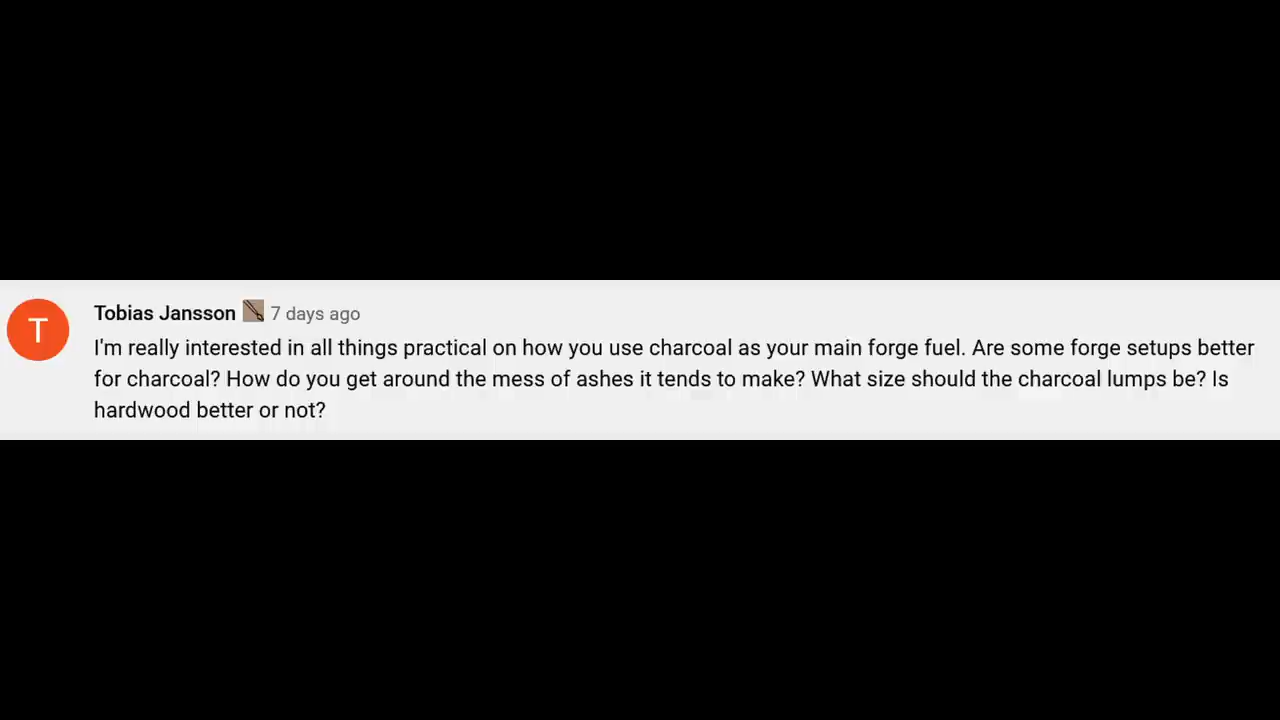 T
Tobias Jansson 7 days ago
I'm really interested in all things practical on how you use charcoal as your main forge fuel. Are some forge setups better
for charcoal? How do you get around the mess of ashes it tends to make? What size should the charcoal lumps be? Is
hardwood better or not?